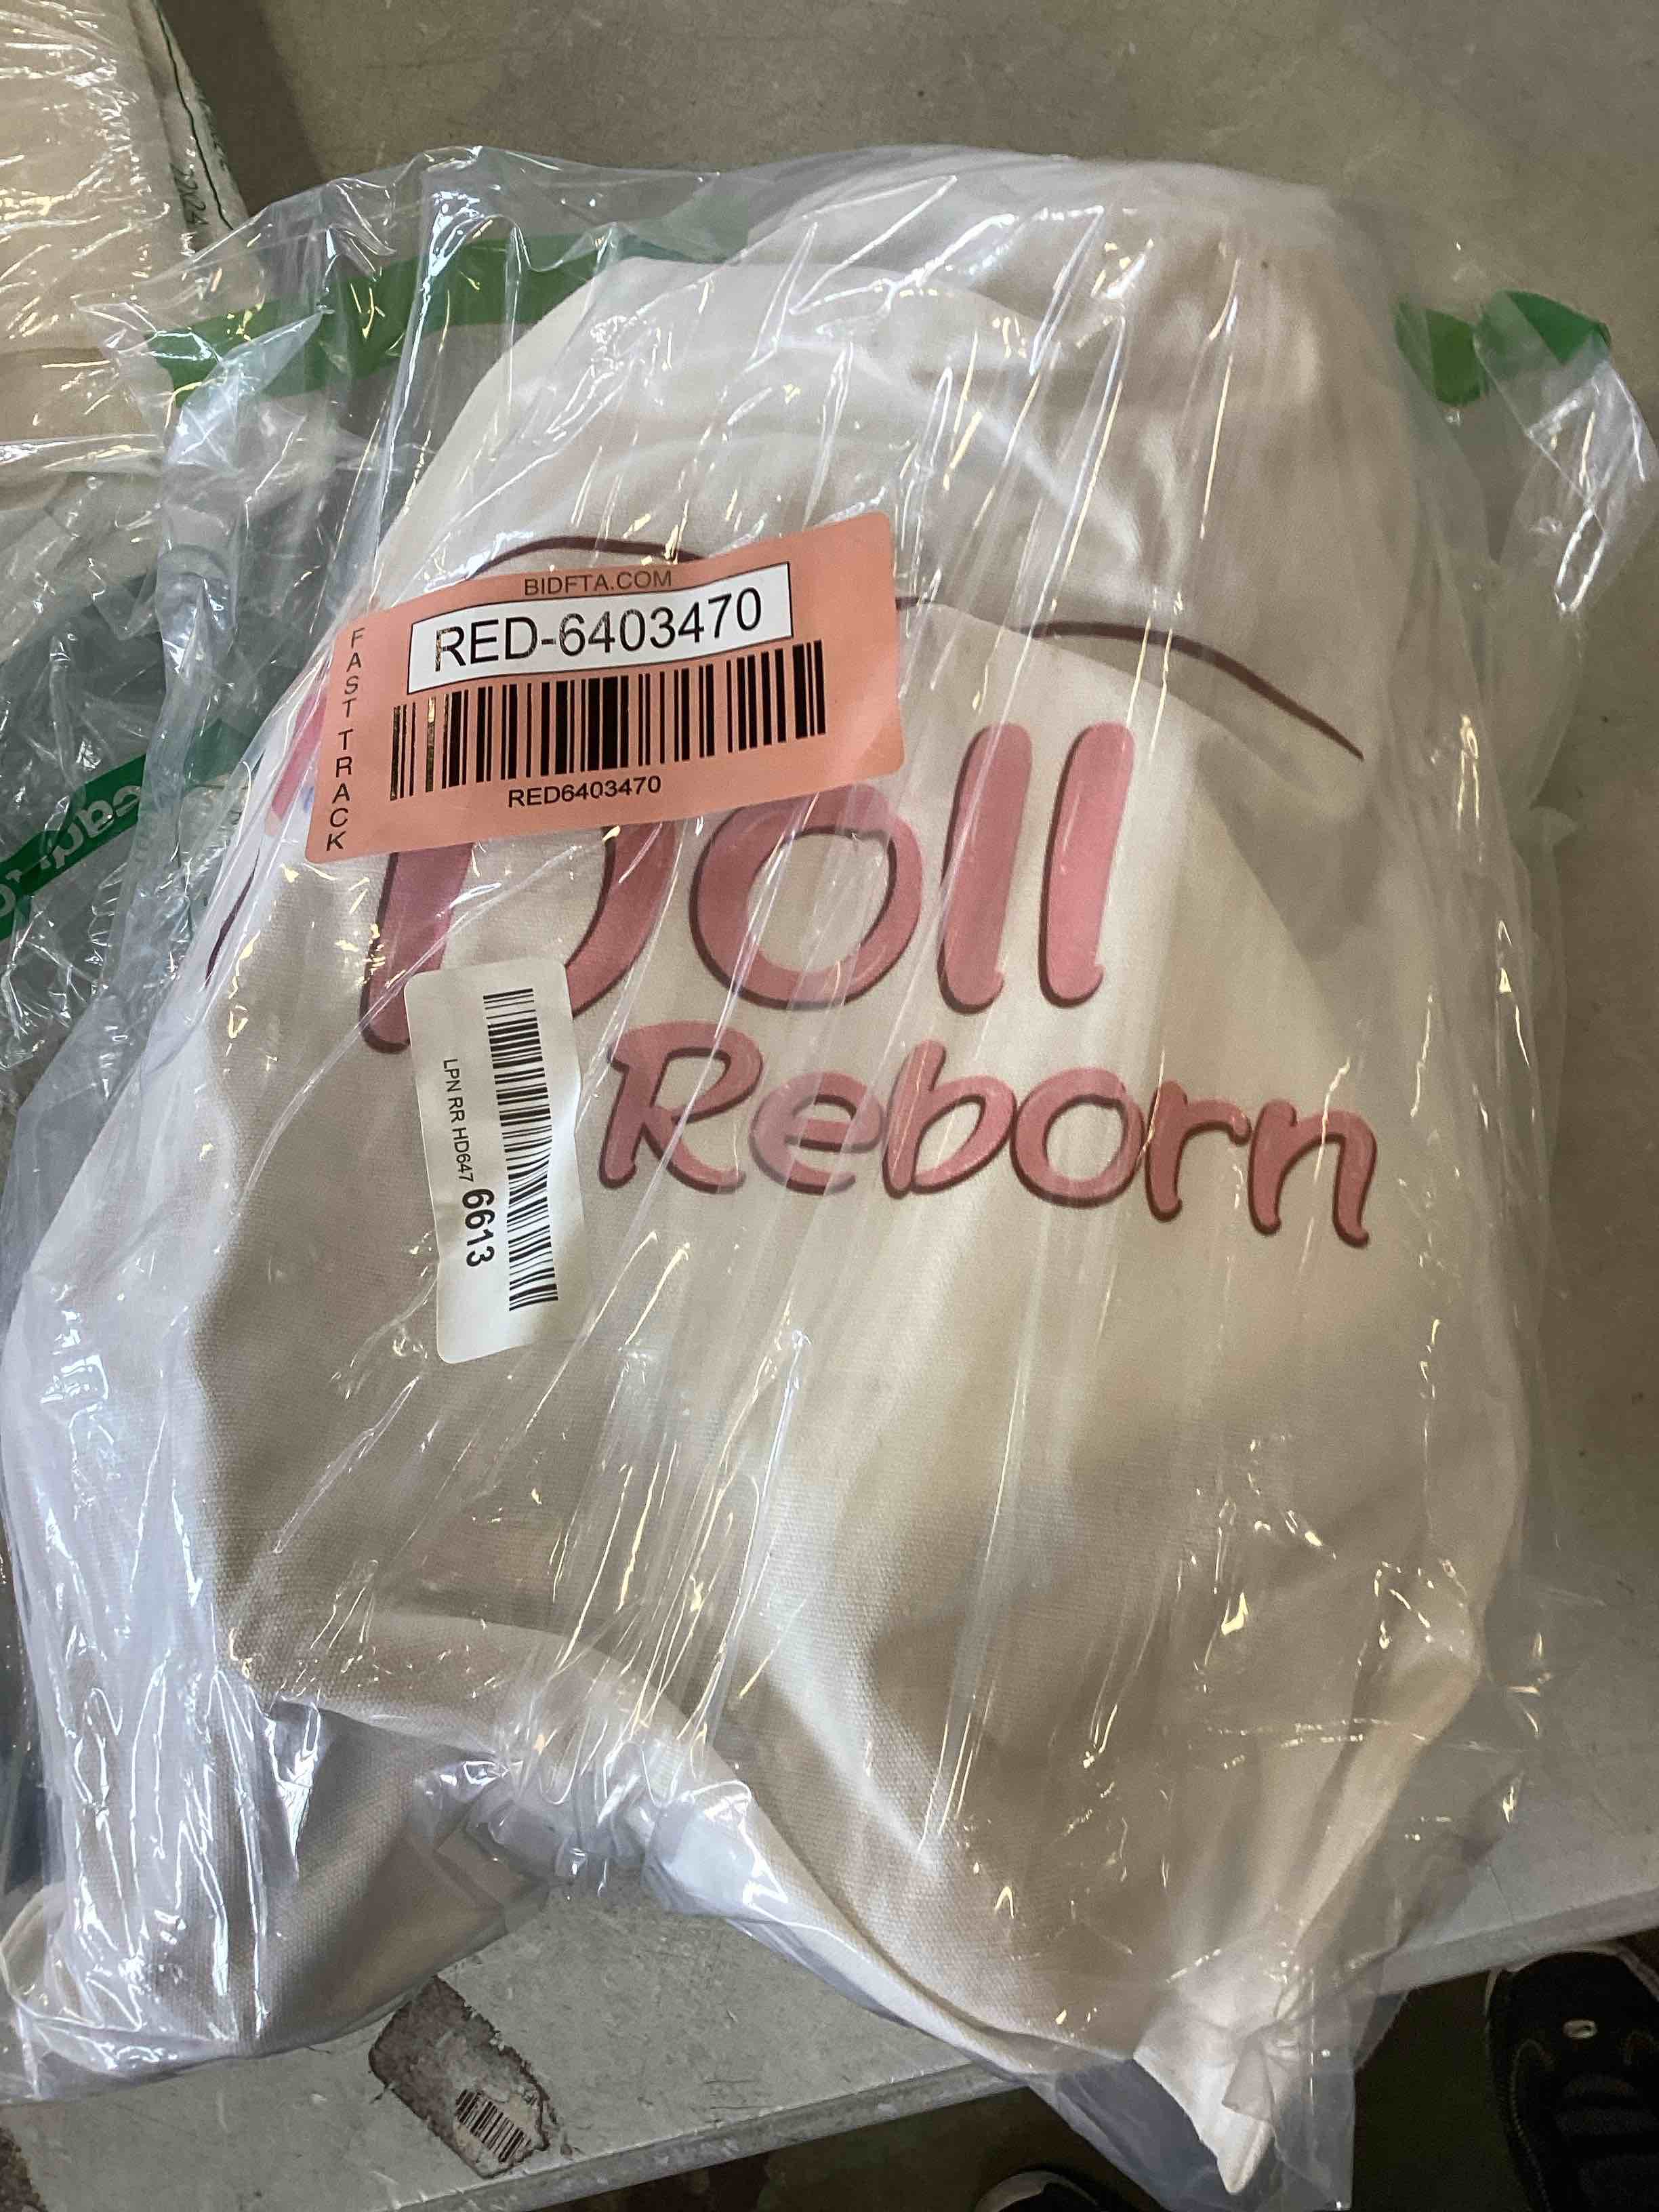 BIDFTA.COM
RED-6403470
FAST TRACK
RED6403470
Doll
Reborn
LPN RR HD647 6613